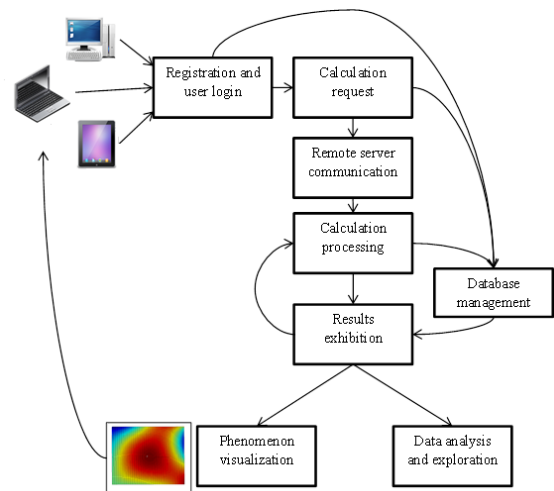 Registration and
user login
Calculation
request
Remote server
communication
Calculation
processing
Database
management
Results
exhibition
Phenomenon
visualization
Data analysis
and exploration